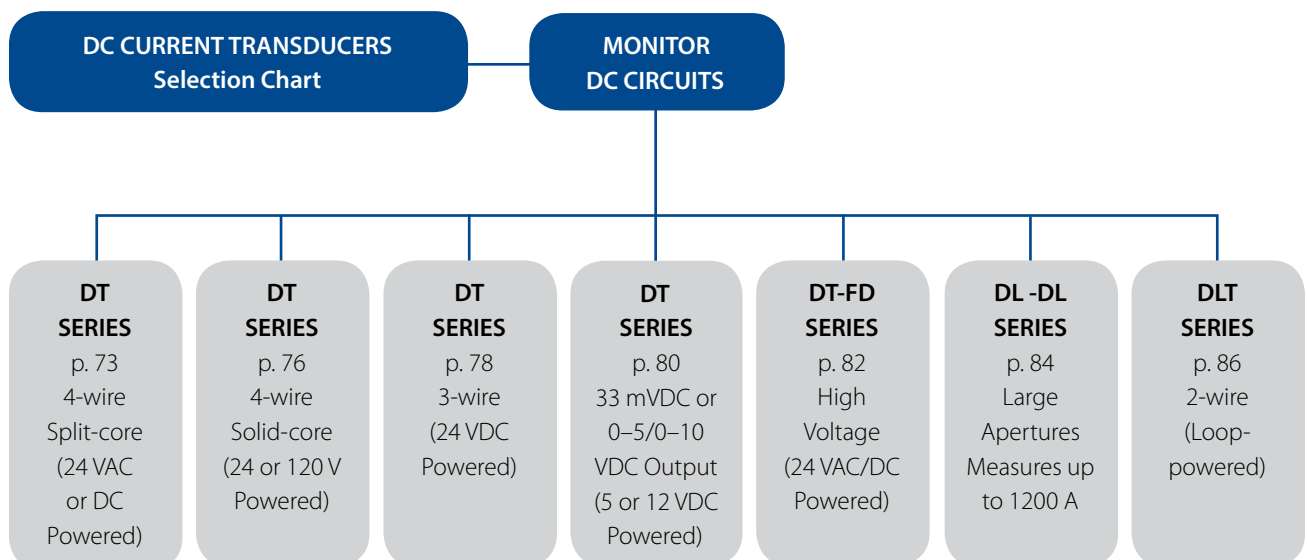 DC CURRENT TRANSDUCERS
Selection Chart
MONITOR
DC CIRCUITS
DT
SERIES
p. 73
4-wire
Split-core
(24 VAC
or DC
Powered)
DT
SERIES
p. 76
4-wire
Solid-core
(24 or 120 V
Powered)
DT
SERIES
p. 78
3-wire
(24 VDC
Powered)
DT
SERIES
p. 80
33 mVDC or
0–5/0–10
VDC Output
(5 or 12 VDC
Powered)
DT-FD
SERIES
p. 82
High
Voltage
(24 VAC/DC
Powered)
DL -DL
SERIES
p. 84
Large
Apertures
Measures up
to 1200 A
DLT
SERIES
p. 86
2-wire
(Loop-
powered)